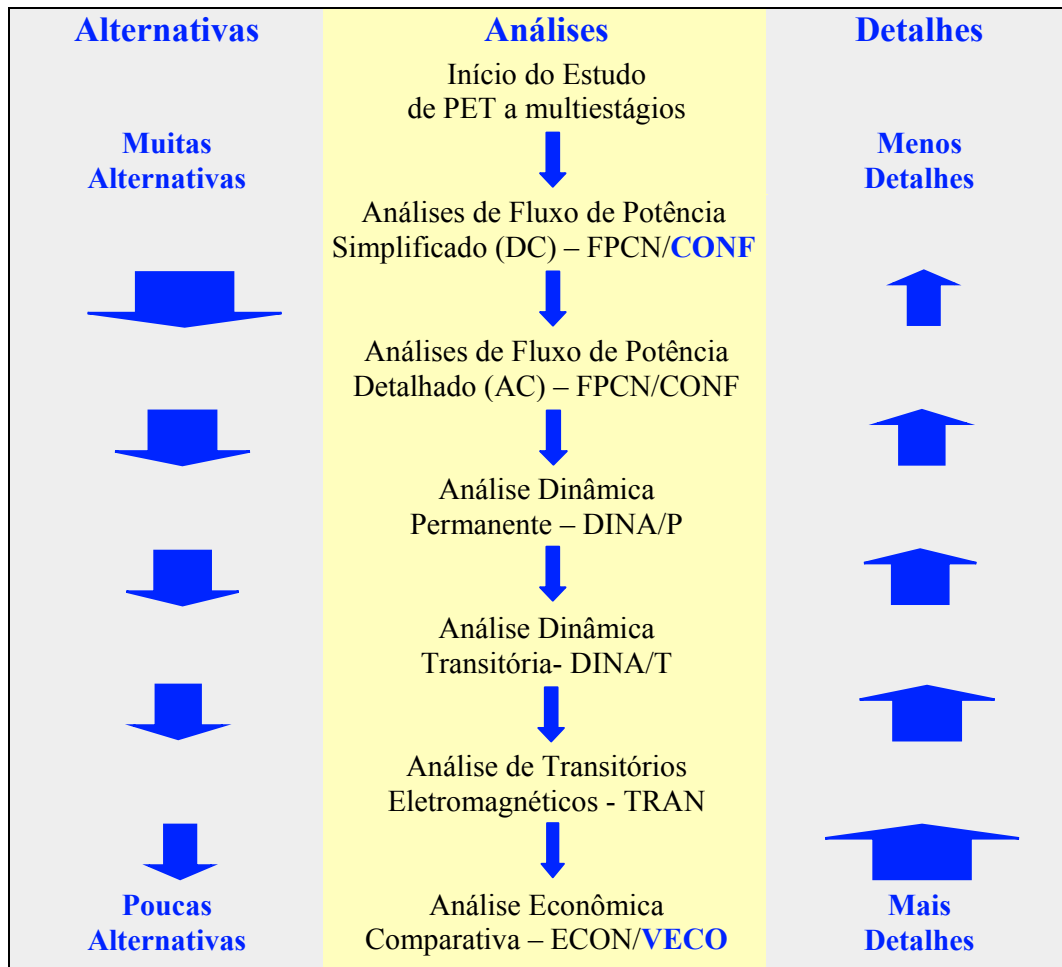 Alternativas
Análises
Detalhes
Início do Estudo
de PET a multiestágios
Muitas
Alternativas
Menos
Detalhes
Análises de Fluxo de Potência
Simplificado (DC) – FPCN/CONF
Análises de Fluxo de Potência
Detalhado (AC) – FPCN/CONF
Análise Dinâmica
Permanente – DINA/P
Análise Dinâmica
Transitória- DINA/T
Análise de Transitórios
Eletromagnéticos - TRAN
Poucas
Alternativas
Análise Econômica
Comparativa – ECON/VECO
Mais
Detalhes